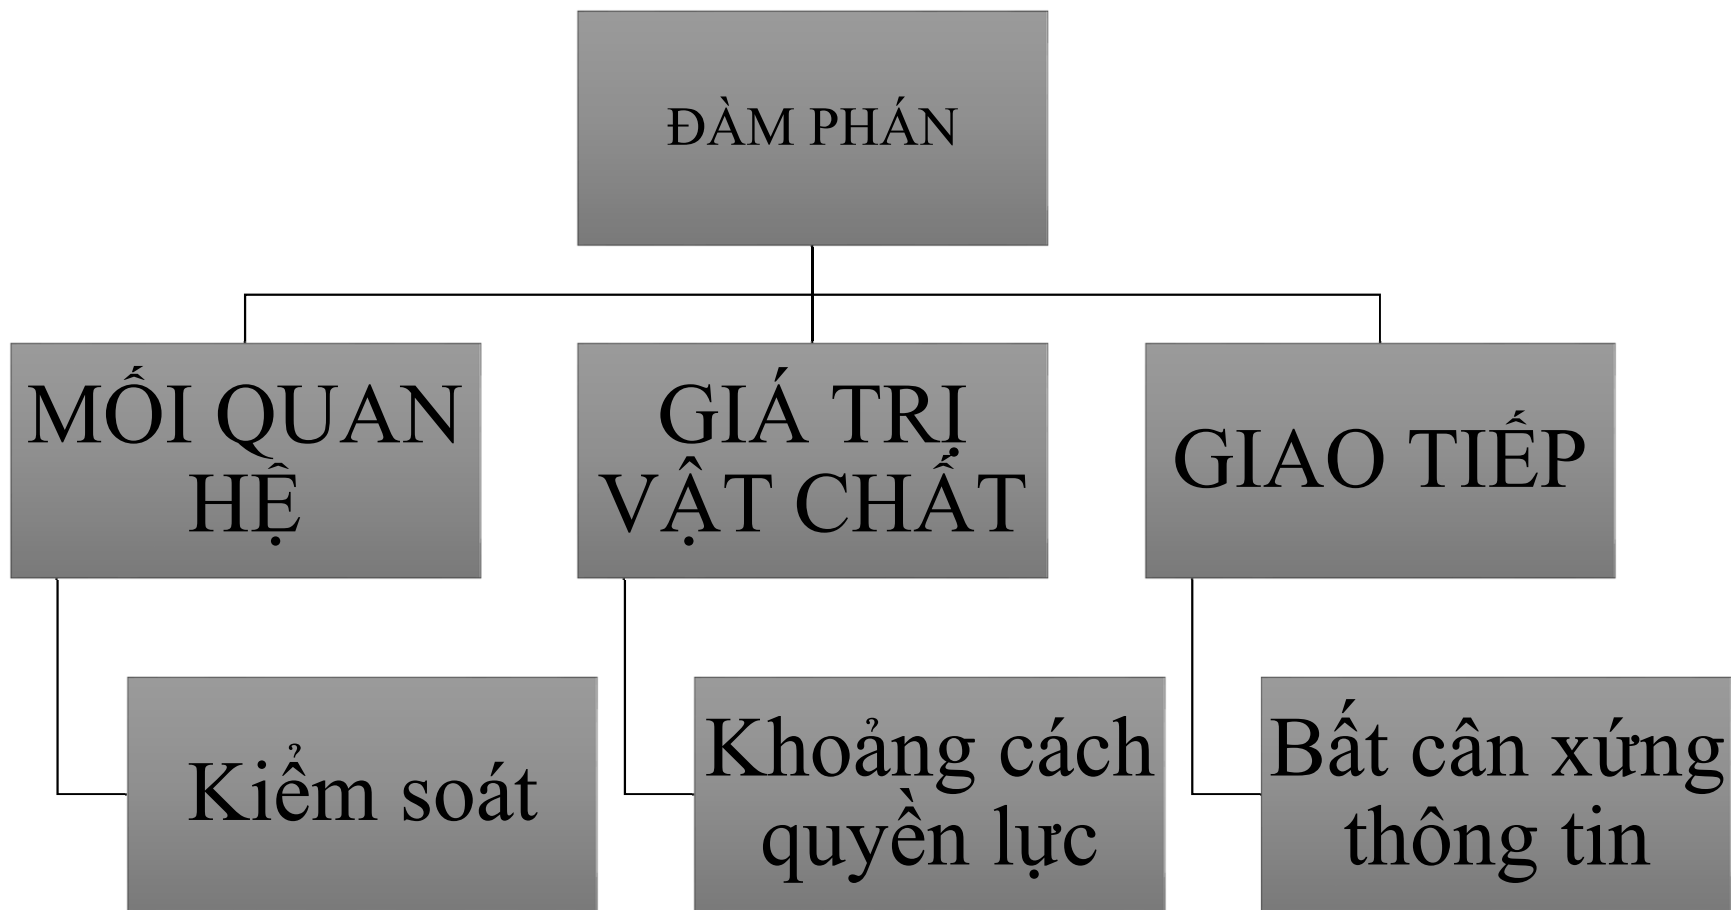 ĐÀM PHÁN
MỐI QUAN
HỆ
GIÁ TRỊ
VẬT CHẤT
GIAO TIẾP
Kiểm soát
Khoảng cách
quyền lực
Bất cân xứng
thông tin